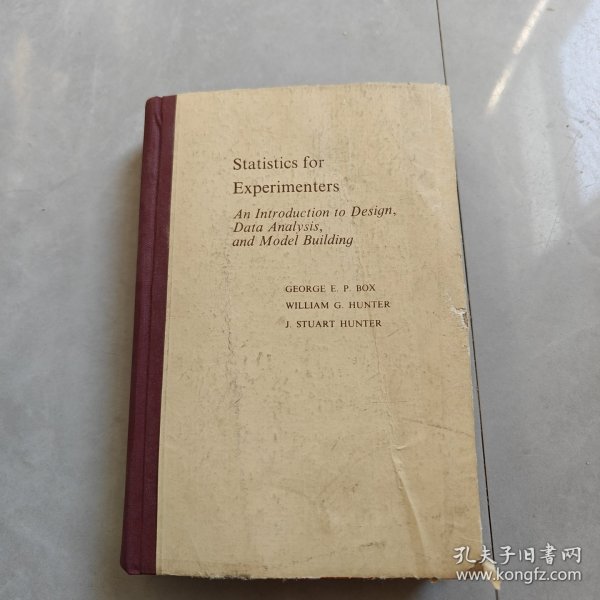 Statistics for
Experimenters
An Introduction to Design,
Data Analysis,
and Model Building
GEORGE E. P. BOX
WILLIAM G. HUNTER
J. STUART HUNTER
孔夫子旧书网
www.kongfz.com